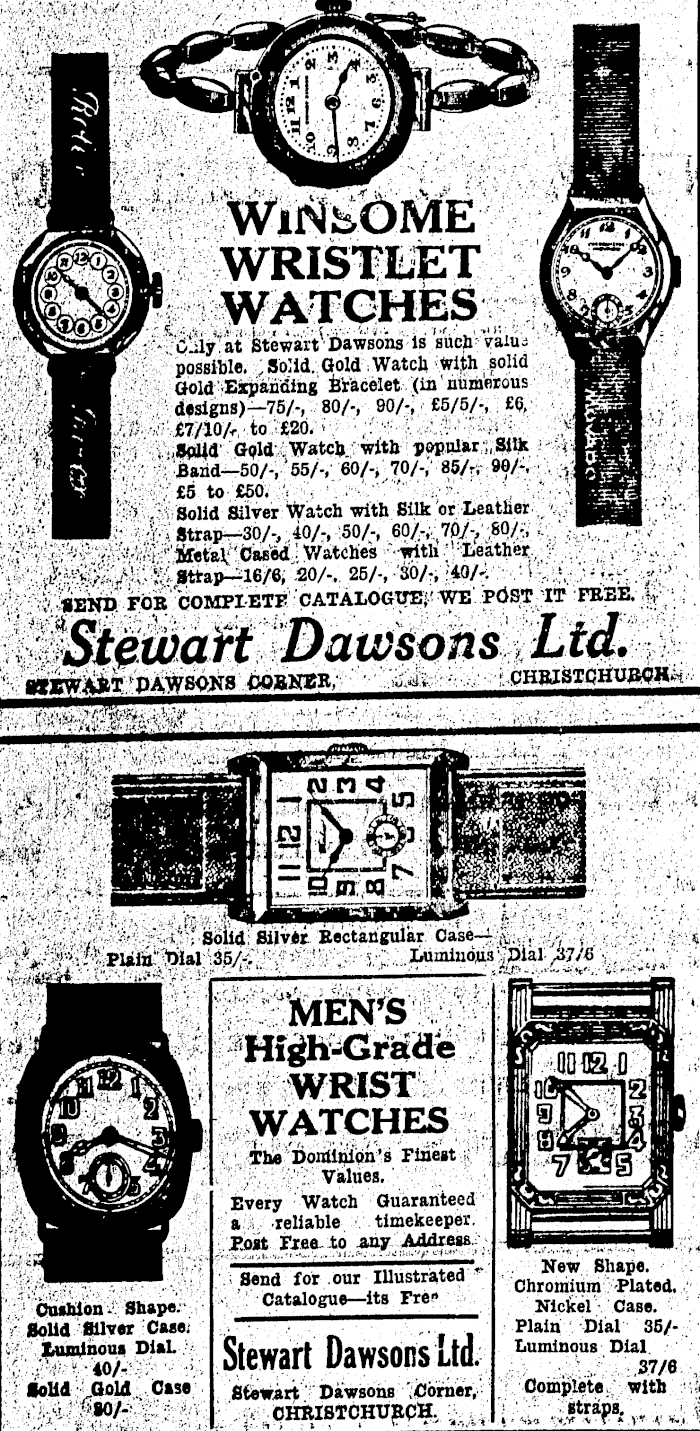 WINSOME
WRISTLET
WATCHES
Only at Stewart Dawsons is such value
possible. Solid Gold Watch with solid
Gold Expanding Bracelet (in numerous
designs)—75/-, 80/-, 90/-, £5/5/-, £6,
£7/10/- to £20.
Solid Gold Watch with popular Silk
Band—50/-, 55/-, 60/-, 70/-, 85/-, 90/-,
£5 to £50.
Solid Silver Watch with Silk or Leather
Strap—30/-, 40/-, 50/-, 60/-, 70/-, 80/-,
Metal Cased Watches with Leather
Strap—16/6, 20/-, 25/-, 30/-, 40/-.
SEND FOR COMPLETE CATALOGUE, WE POST IT FREE.
Stewart Dawsons Ltd.
STEWART DAWSONS CORNER, CHRISTCHURCH.
Solid Silver Rectangular Case—
Plain Dial 35/-. Luminous Dial 37/6
MEN'S
High-Grade
WRIST
WATCHES
The Dominion's Finest
Values.
Every Watch Guaranteed
a reliable timekeeper.
Post Free to any Address.
Send for our Illustrated
Catalogue—its Free
Stewart Dawsons Ltd.
Stewart Dawsons Corner,
CHRISTCHURCH.
Cushion Shape.
Solid Silver Case.
Luminous Dial.
40/-
Solid Gold Case
80/-
New Shape.
Chromium Plated.
Nickel Case.
Plain Dial 35/-
Luminous Dial
37/6
Complete with
straps.